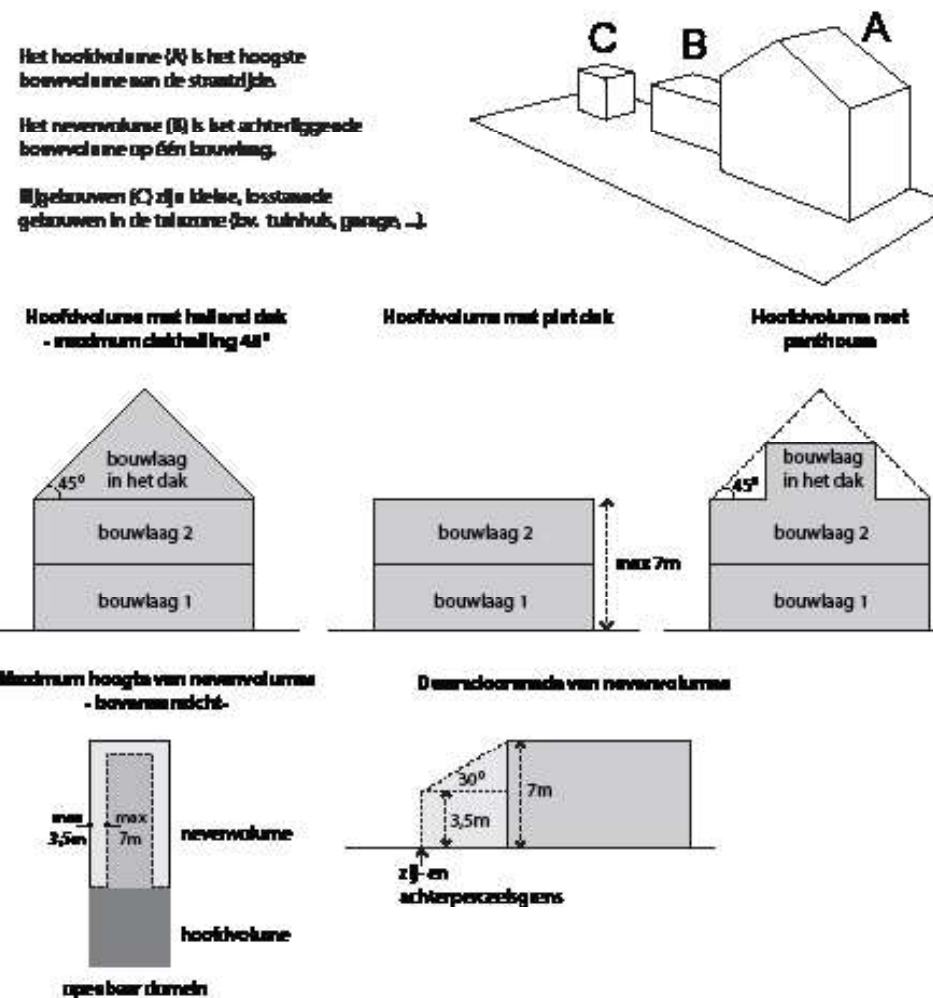 C
B
A
Het hoofdvolume (A) is het hoogste
bouwvolume aan de straatzijde.
Het nevenvolume (B) is het achterliggende
bouwvolume op één bouwlaag.
Bijgebouwen (C) zijn kleine, losstaande
gebouwen in de tuinzone (bv. tuinhuis, garage, ...).
Hoofdvolume met hellend dak
- maximum dakhelling 45°
Hoofdvolume met plat dak
Hoofdvolume met
penthouse
bouwlaag
in het dak
45°
bouwlaag 2
bouwlaag 1
bouwlaag 2
bouwlaag 1
max 7m
bouwlaag
in het dak
45°
bouwlaag 2
bouwlaag 1
Maximum hoogte van nevenvolumes
- bovenaanzicht-
max
3,5m
max
7m
nevenvolume
hoofdvolume
openbaar domein
Dwarsdoorsnede van nevenvolumes
30°
7m
3,5m
zij- en
achterperceelsgrens